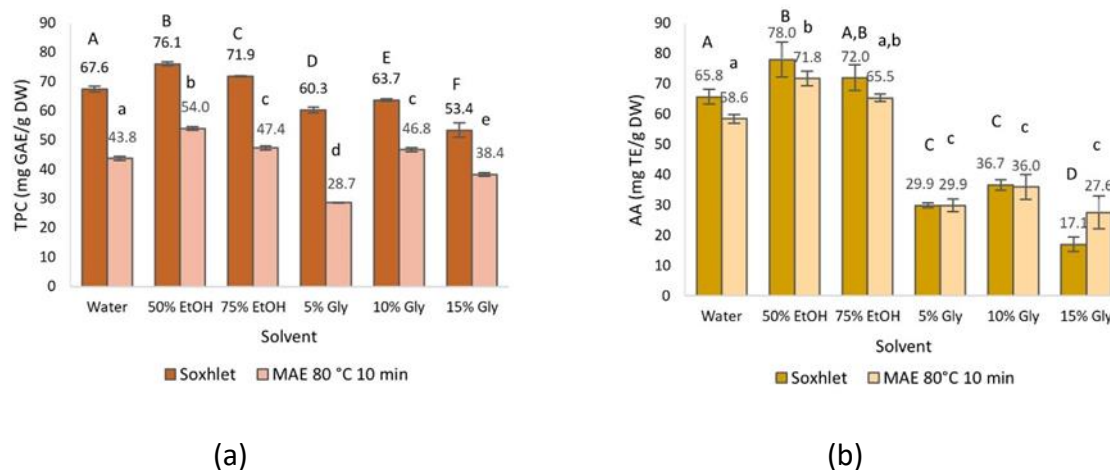 90
80
70
60
50
40
30
20
10
0
TPC (mg GAE/g DW)
A
67.6
a
43.8
B
76.1
b
54.0
C
71.9
c
47.4
D
60.3
d
28.7
E
63.7
c
46.8
F
53.4
e
38.4
Water 50% EtOH 75% EtOH 5% Gly 10% Gly 15% Gly
Solvent
Soxhlet MAE 80 °C 10 min
(a)
90
80
70
60
50
40
30
20
10
0
AA (mg TE/g DW)
A
65.8
a
58.6
B
78.0
b
71.8
A,B
72.0
a,b
65.5
C
29.9
c
29.9
C
36.7
c
36.0
D
17.1
c
27.6
Water 50% EtOH 75% EtOH 5% Gly 10% Gly 15% Gly
Solvent
Soxhlet MAE 80°C 10 min
(b)